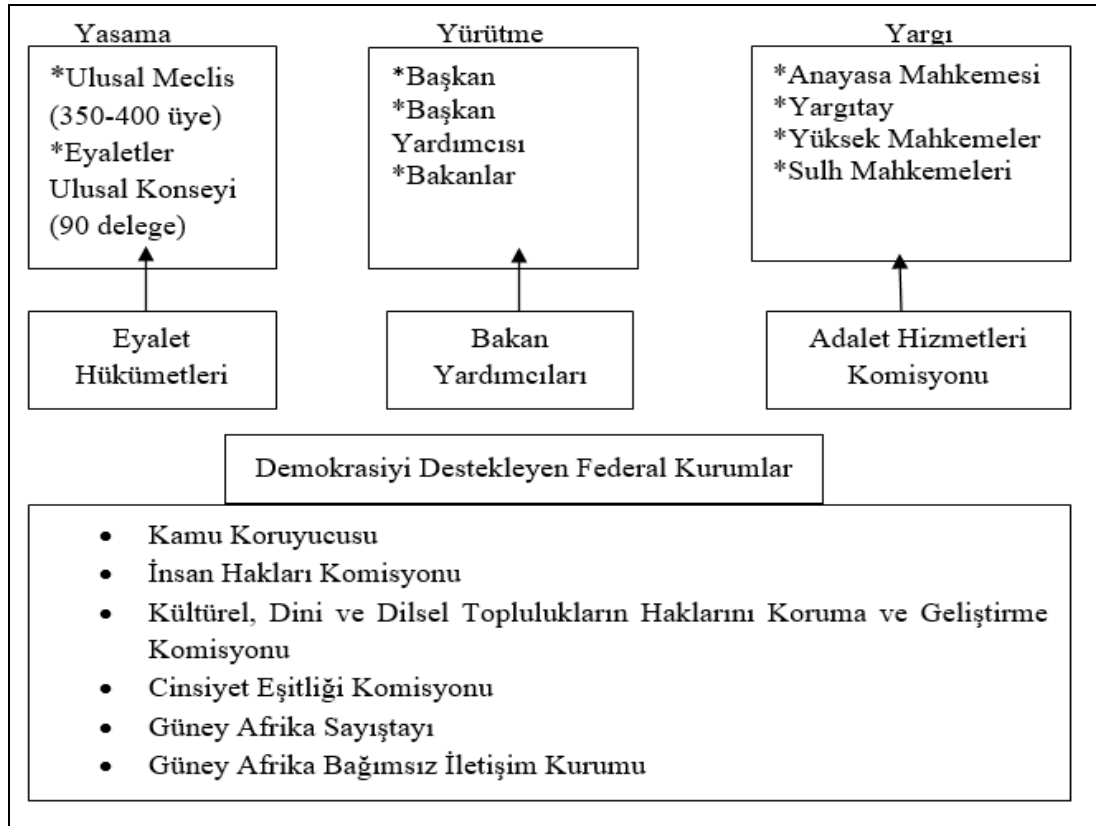 Yasama
*Ulusal Meclis
(350-400 üye)
*Eyaletler
Ulusal Konseyi
(90 delege)
Yürütme
*Başkan
*Başkan
Yardımcısı
*Bakanlar
Yargı
*Anayasa Mahkemesi
*Yargıtay
*Yüksek Mahkemeler
*Sulh Mahkemeleri
Eyalet
Hükümetleri
Bakan
Yardımcıları
Adalet Hizmetleri
Komisyonu
Demokrasiyi Destekleyen Federal Kurumlar
• Kamu Koruyucusu
• İnsan Hakları Komisyonu
• Kültürel, Dini ve Dilsel Toplulukların Haklarını Koruma ve Geliştirme
Komisyonu
• Cinsiyet Eşitliği Komisyonu
• Güney Afrika Sayıştayı
• Güney Afrika Bağımsız İletişim Kurumu